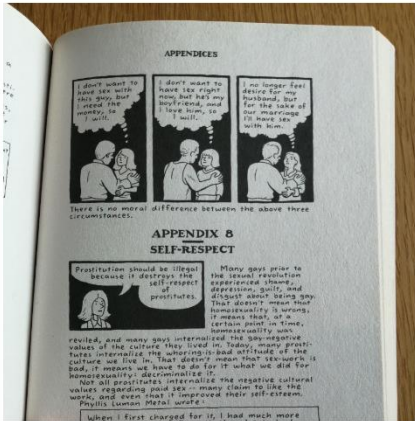 APPENDICES
I don't want to
have sex with
this guy, but
I need the
money, so
I will.
I don't want to
have sex right
now, but he's my
boyfriend, and
I love him, so
I will.
I no longer feel
desire for my
husband, but
for the sake of
our marriage
I'll have sex
with him.
There is no moral difference between the above three
circumstances.
APPENDIX 8
SELF-RESPECT
Prostitution should be illegal
because it destroys the
self-respect
of
prostitutes.
Many gays prior to
the sexual revolution
experienced shame,
depression, guilt, and
disgust about being gay.
That doesn't mean that
homosexuality is wrong,
it means that, at a
certain point in time,
homosexuality was
reviled, and many gays internalized the gay-negative
values of the culture they lived in. Today, many prosti-
tutes internalize the whoring-is-bad attitude of the
culture we live in. That doesn't mean that sex-work is
bad, it means we have to do for it what we did for
homosexuality: decriminalize it.
Not all prostitutes internalize the negative cultural
values regarding paid sex -- many claim to like the
work, and even that it improved their self-esteem.
Phyllis Luman Metal wrote:
When I first charged for it, I had much more